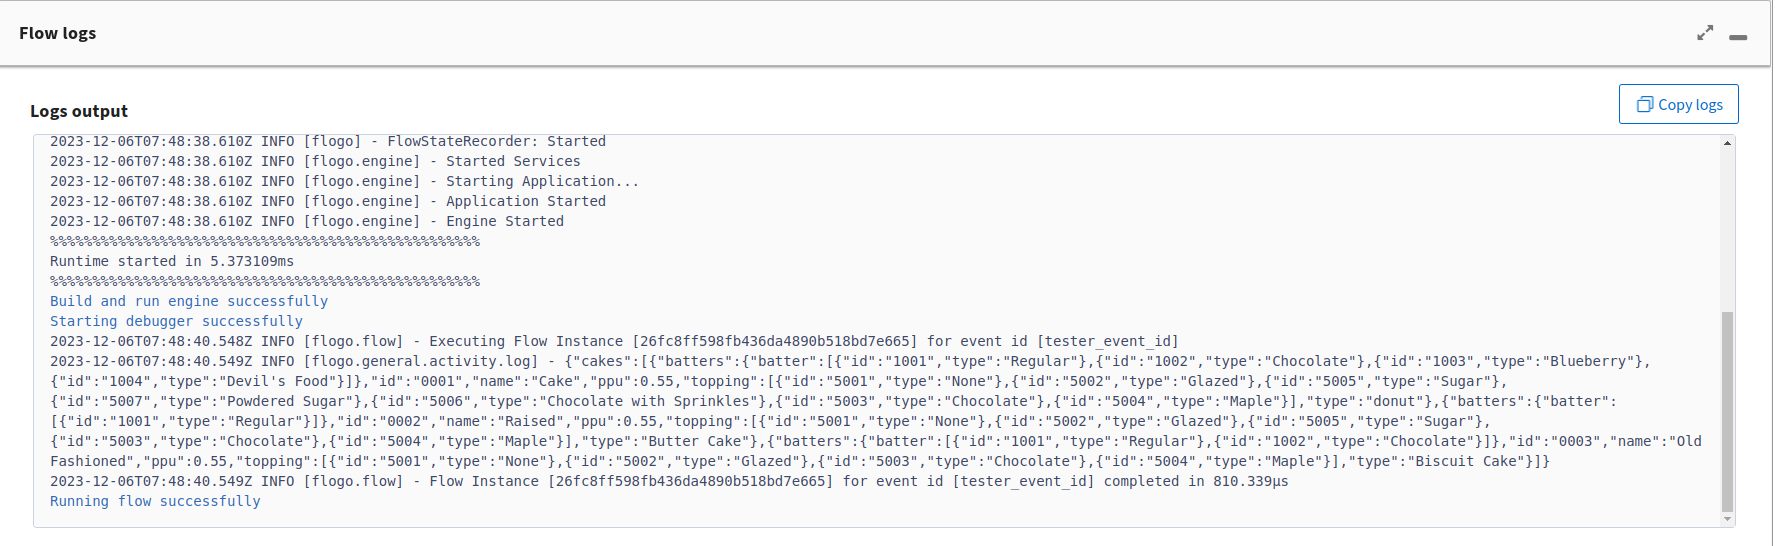 Flow logs
Logs output
Copy logs
2023-12-06T07:48:38.610Z INFO [flogo] - FlowStateRecorder: Started
2023-12-06T07:48:38.610Z INFO [flogo.engine] - Started Services
2023-12-06T07:48:38.610Z INFO [flogo.engine] - Starting Application...
2023-12-06T07:48:38.610Z INFO [flogo.engine] - Application Started
2023-12-06T07:48:38.610Z INFO [flogo.engine] - Engine Started
%%%%%%%%%%%%%%%%%%%%%%%%%%%%%%%%%%%%%%%%%%%%%%%%%%%
Runtime started in 5.373109ms
%%%%%%%%%%%%%%%%%%%%%%%%%%%%%%%%%%%%%%%%%%%%%%%%%%%
Build and run engine successfully
Starting debugger successfully
2023-12-06T07:48:40.548Z INFO [flogo.flow] - Executing Flow Instance [26fc8ff598fb436da4890b518bd7e665] for event id [tester_event_id]
2023-12-06T07:48:40.549Z INFO [flogo.general.activity.log] - {"cakes":[{"batters":{"batter":[{"id":"1001","type":"Regular"},{"id":"1002","type":"Chocolate"},{"id":"1003","type":"Blueberry"},
{"id":"1004","type":"Devil's Food"}]},"id":"0001","name":"Cake","ppu":0.55,"topping":[{"id":"5001","type":"None"},{"id":"5002","type":"Glazed"},{"id":"5005","type":"Sugar"},
{"id":"5007","type":"Powdered Sugar"},{"id":"5006","type":"Chocolate with Sprinkles"},{"id":"5003","type":"Chocolate"},{"id":"5004","type":"Maple"}],"type":"donut"},{"batters":{"batter":
[{"id":"1001","type":"Regular"}]},"id":"0002","name":"Raised","ppu":0.55,"topping":[{"id":"5001","type":"None"},{"id":"5002","type":"Glazed"},{"id":"5005","type":"Sugar"},
{"id":"5003","type":"Chocolate"},{"id":"5004","type":"Maple"}],"type":"Butter Cake"},{"batters":{"batter":[{"id":"1001","type":"Regular"},{"id":"1002","type":"Chocolate"}]},"id":"0003","name":"Old
Fashioned","ppu":0.55,"topping":[{"id":"5001","type":"None"},{"id":"5002","type":"Glazed"},{"id":"5003","type":"Chocolate"},{"id":"5004","type":"Maple"}],"type":"Biscuit Cake"}]}
2023-12-06T07:48:40.549Z INFO [flogo.flow] - Flow Instance [26fc8ff598fb436da4890b518bd7e665] for event id [tester_event_id] completed in 810.339µs
Running flow successfully